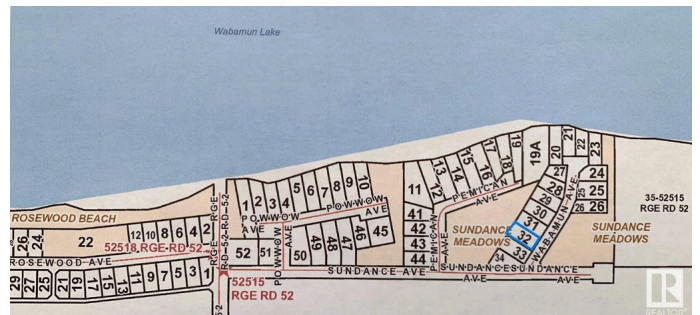 Wabamun Lake
ROSEWOOD BEACH
26 24 22 12 10 8 6 4 2
52518 RGE RD 52
ROSEWOOD AVE
29 27 25 21 19 17 15 13 11 9 7 5 3 1
RGE RD 52
52515
RGE RD 52
1 2 3 4 5 6 7 8 9 10
POWWOW
POWWOW AVE
52 51
POWWOW
50 49 48 47 46 45
SUNDANCE AVE
11 13 12 14 15 16 17 18 19
PEMICAN AVE
41
42
43
44
PEMICAN AVE
19A 20 21 22 23
27 24
28 25 25
29 26 26
30
31
32
33
34
WABAMUN AVE
SUNDANCE
MEADOWS
SUNDANCE
MEADOWS
SUNDANCE AVE
SUNDANCE AVE
35-52515
RGE RD 52
REALTOR®